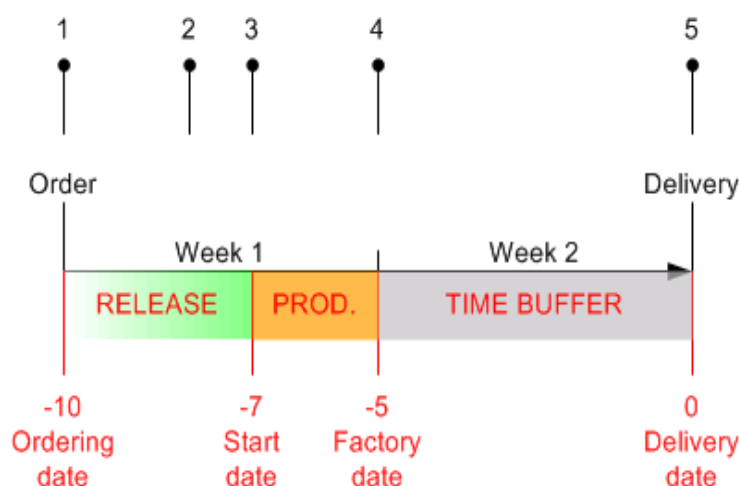 1 2 3 4 5
Order Delivery
Week 1 Week 2
RELEASE PROD. TIME BUFFER
-10 -7 -5 0
Ordering Start Factory Delivery
date date date date